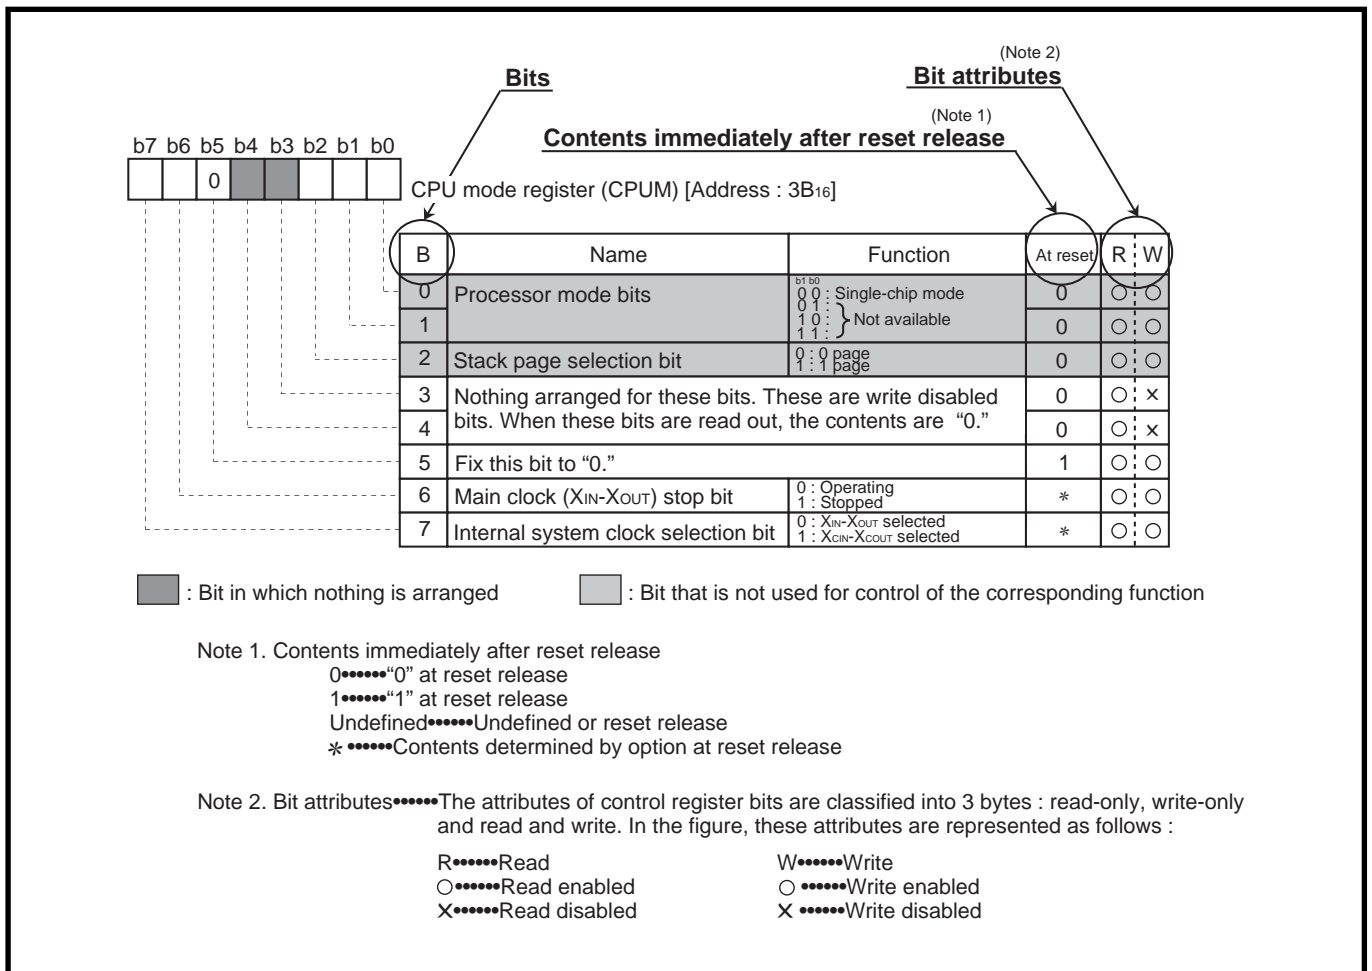 (Note 2)
Bits
Bit attributes
(Note 1)
Contents immediately after reset release
b7 b6 b5 b4 b3 b2 b1 b0
0
CPU mode register (CPUM) [Address : 3B16]
B Name Function At reset R W
0 Processor mode bits b1 b0 0 ○ ○
0 0 : Single-chip mode
0 1 :
1 0 : } Not available
1 1 :
1 0 ○ ○
2 Stack page selection bit 0 : 0 page 0 ○ ○
1 : 1 page
3 Nothing arranged for these bits. These are write disabled 0 ○ ×
4 bits. When these bits are read out, the contents are “0.” 0 ○ ×
5 Fix this bit to “0.” 1 ○ ○
6 Main clock (XIN-XOUT) stop bit 0 : Operating * ○ ○
1 : Stopped
7 Internal system clock selection bit 0 : XIN-XOUT selected * ○ ○
1 : XCIN-XCOUT selected
: Bit in which nothing is arranged : Bit that is not used for control of the corresponding function
Note 1. Contents immediately after reset release
0••••••“0” at reset release
1••••••“1” at reset release
Undefined••••••Undefined or reset release
* ••••••Contents determined by option at reset release
Note 2. Bit attributes••••••The attributes of control register bits are classified into 3 bytes : read-only, write-only
and read and write. In the figure, these attributes are represented as follows :
R••••••Read W••••••Write
○••••••Read enabled ○ ••••••Write enabled
×••••••Read disabled × ••••••Write disabled